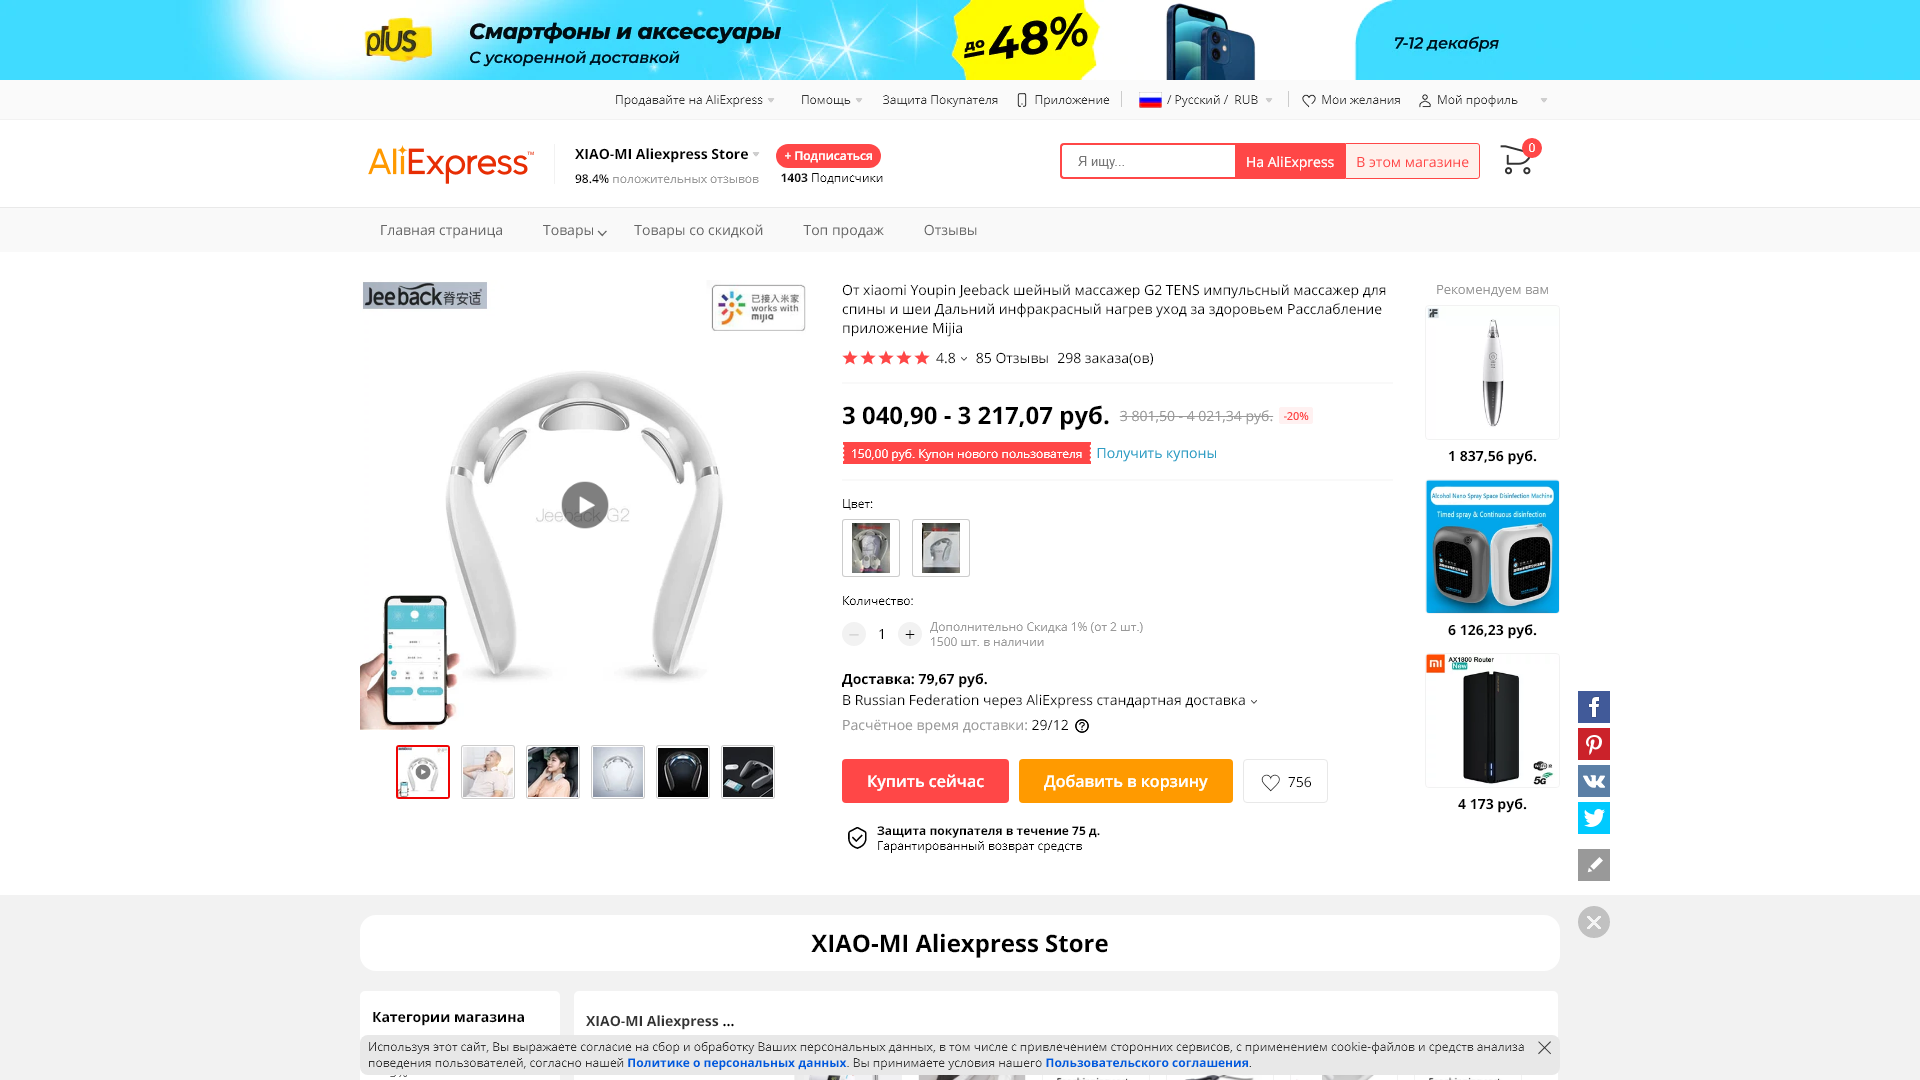 plus
Смартфоны и аксессуары
С ускоренной доставкой
до 48%
7-12 декабря
Продавайте на AliExpress
Помощь
Защита Покупателя
Приложение
/ Русский / RUB
Мои желания
Мой профиль
AliExpress™
XIAO-MI Aliexpress Store
98.4% положительных отзывов
+ Подписаться
1403 Подписчики
Я ищу...
На AliExpress
В этом магазине
0
Главная страница
Товары
Товары со скидкой
Топ продаж
Отзывы
Jeeback脊安适
已接入米家
works with
mijia
Jeeback G2
От xiaomi Youpin Jeeback шейный массажер G2 TENS импульсный массажер для
спины и шеи Дальний инфракрасный нагрев уход за здоровьем Расслабление
приложение Mijia
4.8
85 Отзывы
298 заказа(ов)
3 040,90 - 3 217,07 руб.
3 801,50 - 4 021,34 руб.
-20%
150,00 руб. Купон нового пользователя
Получить купоны
Цвет:
Количество:
1
Дополнительно Скидка 1% (от 2 шт.)
1500 шт. в наличии
Доставка: 79,67 руб.
В Russian Federation через AliExpress стандартная доставка
Расчётное время доставки: 29/12
Купить сейчас
Добавить в корзину
756
Защита покупателя в течение 75 д.
Гарантированный возврат средств
Рекомендуем вам
1 837,56 руб.
Alcohol Nano Spray Space Disinfection Machine
Timed spray & Continuous disinfection
6 126,23 руб.
AX1800 Router
New
5G
4 173 руб.
XIAO-MI Aliexpress Store
Категории магазина
XIAO-MI Aliexpress ...
Используя этот сайт, Вы выражаете согласие на сбор и обработку Ваших персональных данных, в том числе с привлечением сторонних сервисов, с применением cookie-файлов и средств анализа
поведения пользователей, согласно нашей Политике о персональных данных. Вы принимаете условия нашего Пользовательского соглашения.